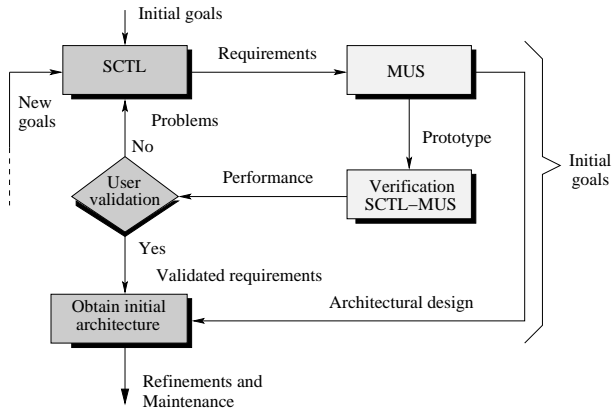 Initial goals
SCTL
Requirements
MUS
New
goals
Problems
No
Prototype
Initial
goals
User
validation
Performance
Verification
SCTL−MUS
Yes
Validated requirements
Obtain initial
architecture
Architectural design
Refinements and
Maintenance